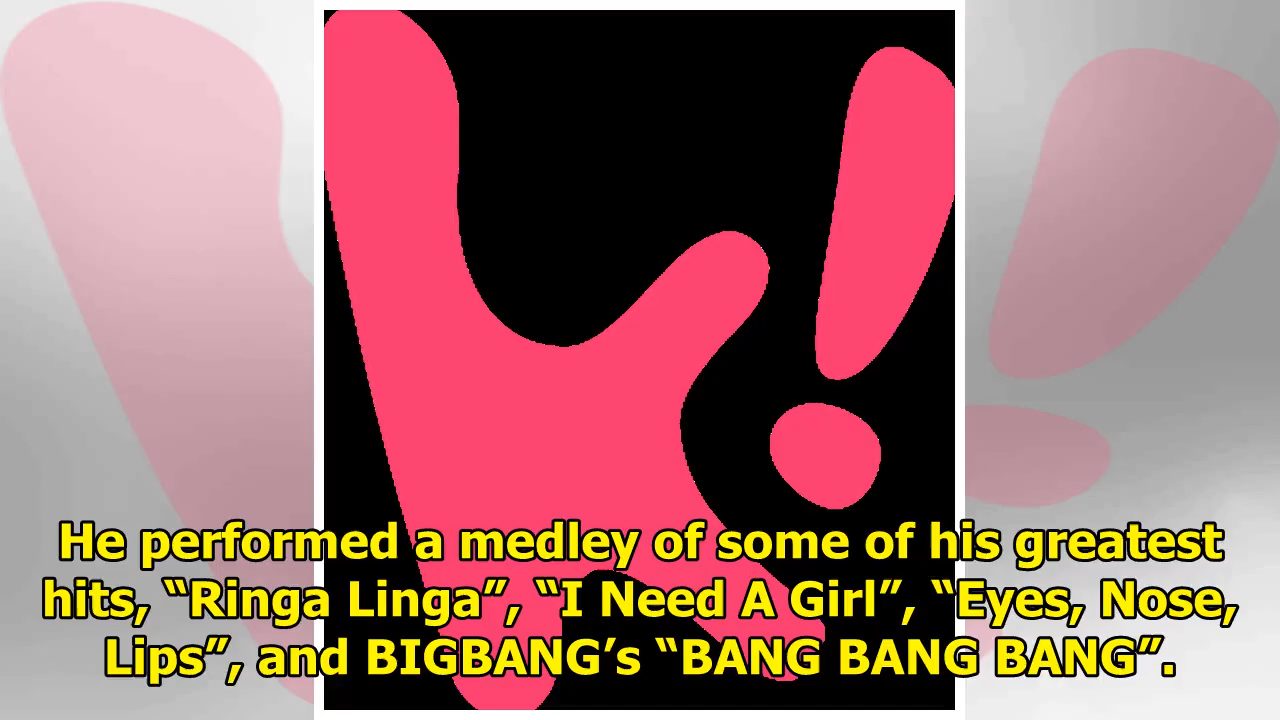 He performed a medley of some of his greatest
hits, “Ringa Linga”, “I Need A Girl”, “Eyes, Nose,
Lips”, and BIGBANG’s “BANG BANG BANG”.